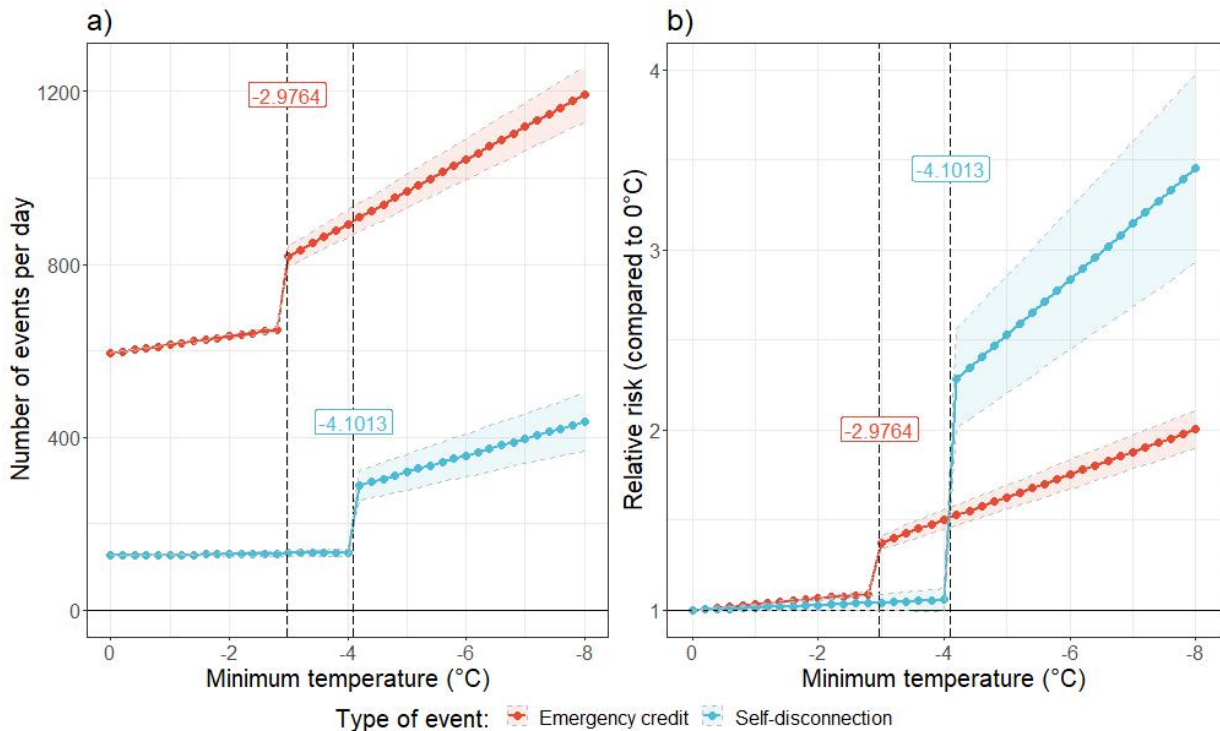 a)
Number of events per day
1200
800
400
0
-2.9764
-4.1013
0 -2 -4 -6 -8
Minimum temperature (°C)
b)
Relative risk (compared to 0°C)
4
3
2
1
-4.1013
-2.9764
0 -2 -4 -6 -8
Minimum temperature (°C)
Type of event: Emergency credit Self-disconnection